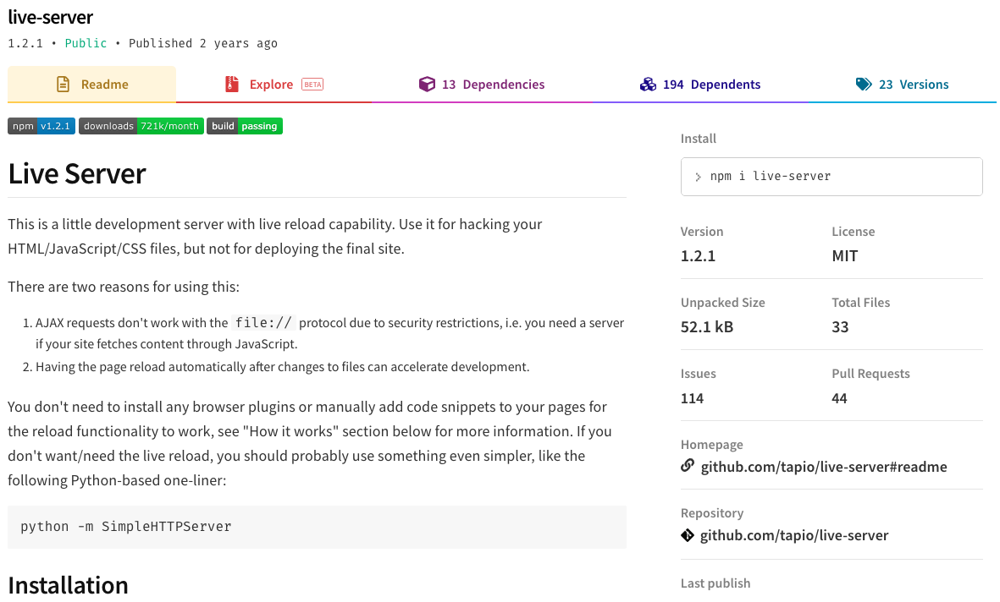 live-server
1.2.1 • Public • Published 2 years ago
Readme
Explore BETA
13 Dependencies
194 Dependents
23 Versions
npm v1.2.1 downloads 721k/month build passing
Live Server
This is a little development server with live reload capability. Use it for hacking your
HTML/JavaScript/CSS files, but not for deploying the final site.
There are two reasons for using this:
1. AJAX requests don't work with the file:// protocol due to security restrictions, i.e. you need a server
if your site fetches content through JavaScript.
2. Having the page reload automatically after changes to files can accelerate development.
You don't need to install any browser plugins or manually add code snippets to your pages for
the reload functionality to work, see "How it works" section below for more information. If you
don't want/need the live reload, you should probably use something even simpler, like the
following Python-based one-liner:
python -m SimpleHTTPServer
Installation
Install
npm i live-server
Version
1.2.1
License
MIT
Unpacked Size
52.1 kB
Total Files
33
Issues
114
Pull Requests
44
Homepage
github.com/tapio/live-server#readme
Repository
github.com/tapio/live-server
Last publish